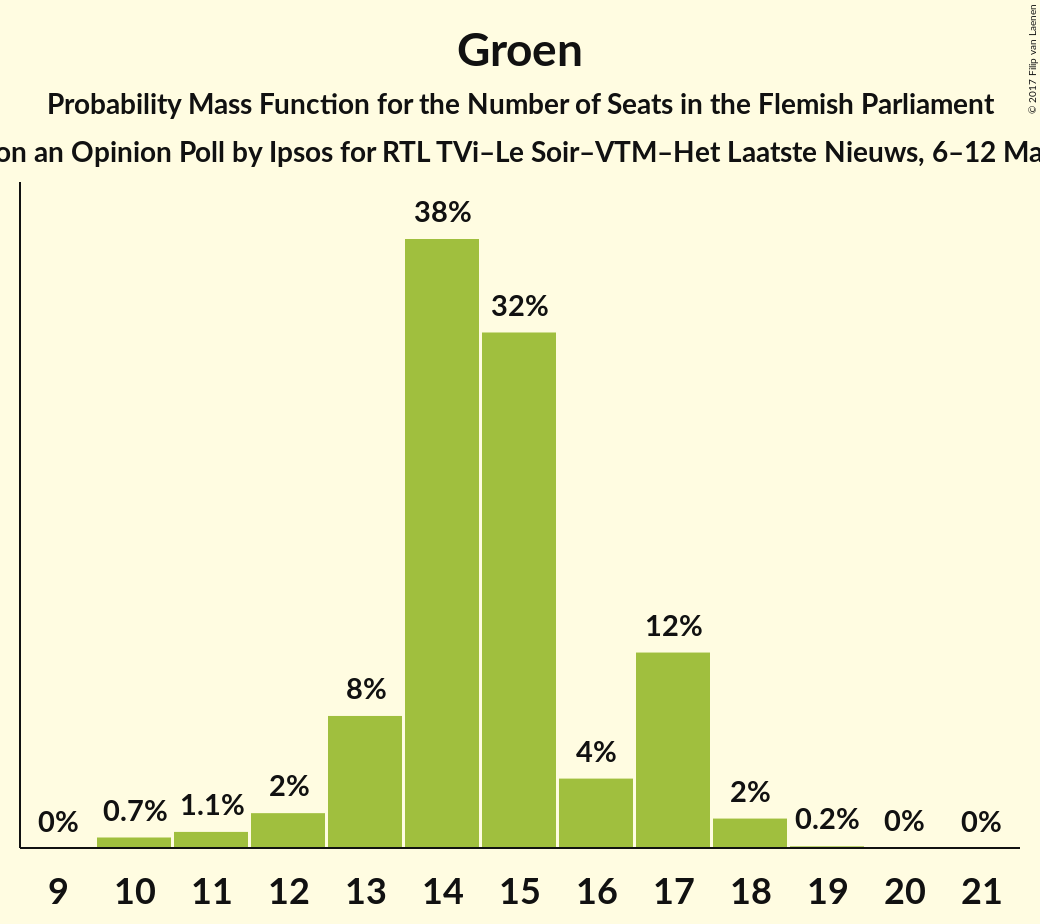 Groen
Probability Mass Function for the Number of Seats in the Flemish Parliament
on an Opinion Poll by Ipsos for RTL TVi–Le Soir–VTM–Het Laatste Nieuws, 6–12 Ma
© 2017 Filip van Laenen
38%
32%
12%
8%
4%
2%
2%
1.1%
0.7%
0.2%
0%
0%
0%
9 10 11 12 13 14 15 16 17 18 19 20 21